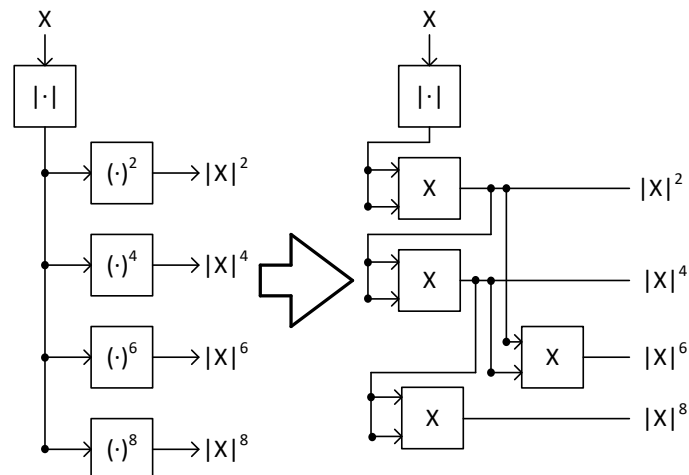 X
|·|
(·)²
|X|²
(·)⁴
|X|⁴
(·)⁶
|X|⁶
(·)⁸
|X|⁸
X
|·|
X
|X|²
X
|X|⁴
X
|X|⁶
X
|X|⁸